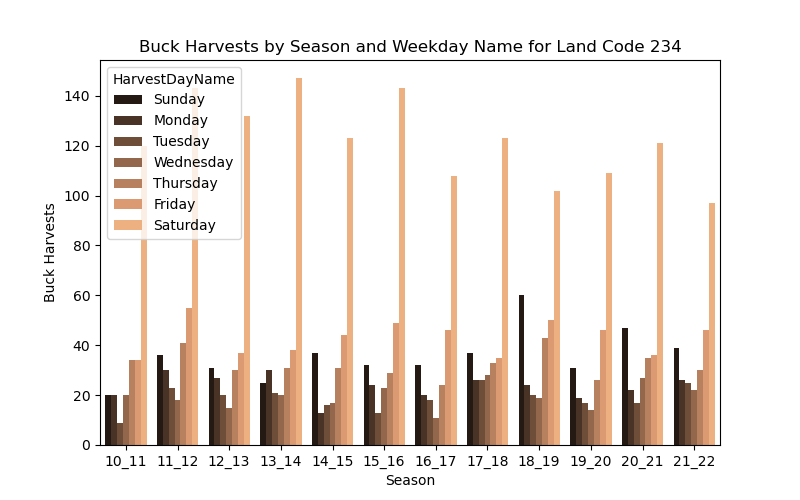 Buck Harvests by Season and Weekday Name for Land Code 234
HarvestDayName
Sunday
Monday
Tuesday
Wednesday
Thursday
Friday
Saturday
140
120
100
80
60
40
20
0
Buck Harvests
10_11 11_12 12_13 13_14 14_15 15_16 16_17 17_18 18_19 19_20 20_21 21_22
Season